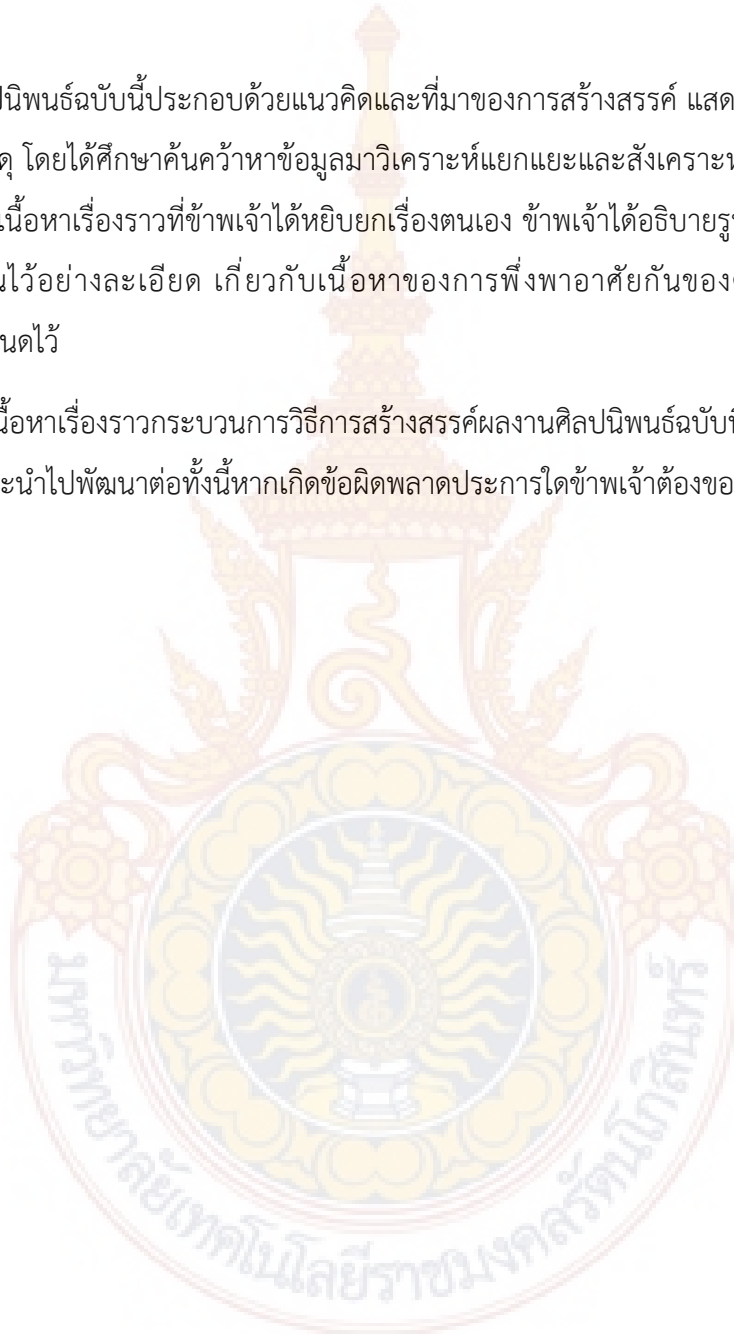 ปนิพนธ์ฉบับนี้ประกอบด้วยแนวคิดและที่มาของการสร้างสรรค์ แสด
ดุ โดยได้ศึกษาค้นคว้าหาข้อมูลมาวิเคราะห์แยกแยะและสังเคราะห
เนื้อหาเรื่องราวที่ข้าพเจ้าได้หยิบยกเรื่องตนเอง ข้าพเจ้าได้อธิบายรู
นไว้อย่างละเอียด เกี่ยวกับเนื้อหาของการพึ่งพาอาศัยกันของ
นดไว้
นื้อหาเรื่องราวกระบวนการวิธีการสร้างสรรค์ผลงานศิลปนิพนธ์ฉบับนี
ะนำไปพัฒนาต่อทั้งนี้หากเกิดข้อผิดพลาดประการใดข้าพเจ้าต้องขอ
มหาวิทยาลัยเทคโนโลยีราชมงคลรัตนโกสินทร์